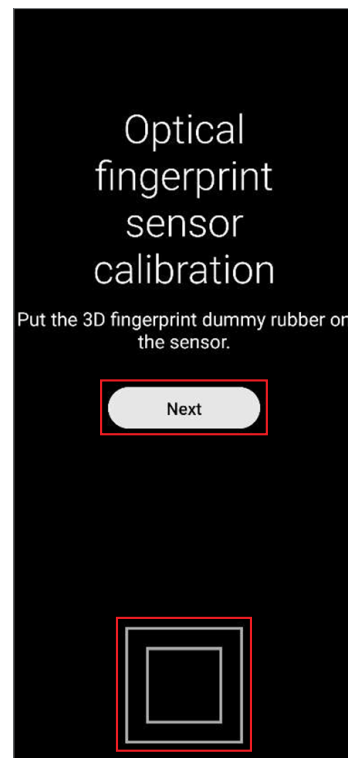 Optical
fingerprint
sensor
calibration
Put the 3D fingerprint dummy rubber on
the sensor.
Next